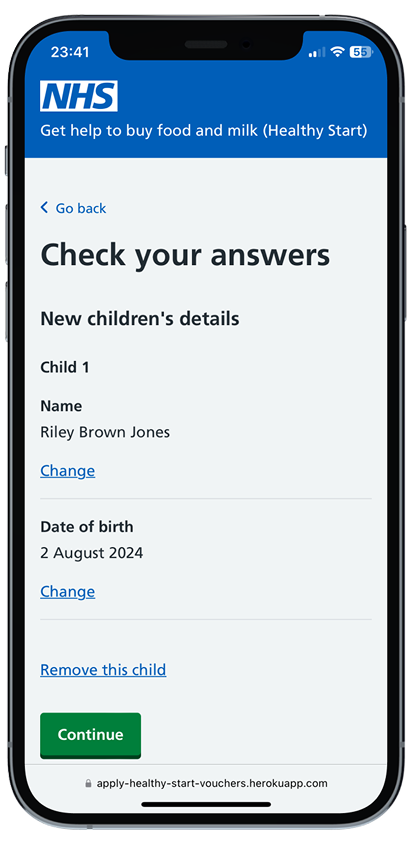 23:41
55
NHS
Get help to buy food and milk (Healthy Start)
Go back
Check your answers
New children's details
Child 1
Name
Riley Brown Jones
Change
Date of birth
2 August 2024
Change
Remove this child
Continue
apply-healthy-start-vouchers.herokuapp.com